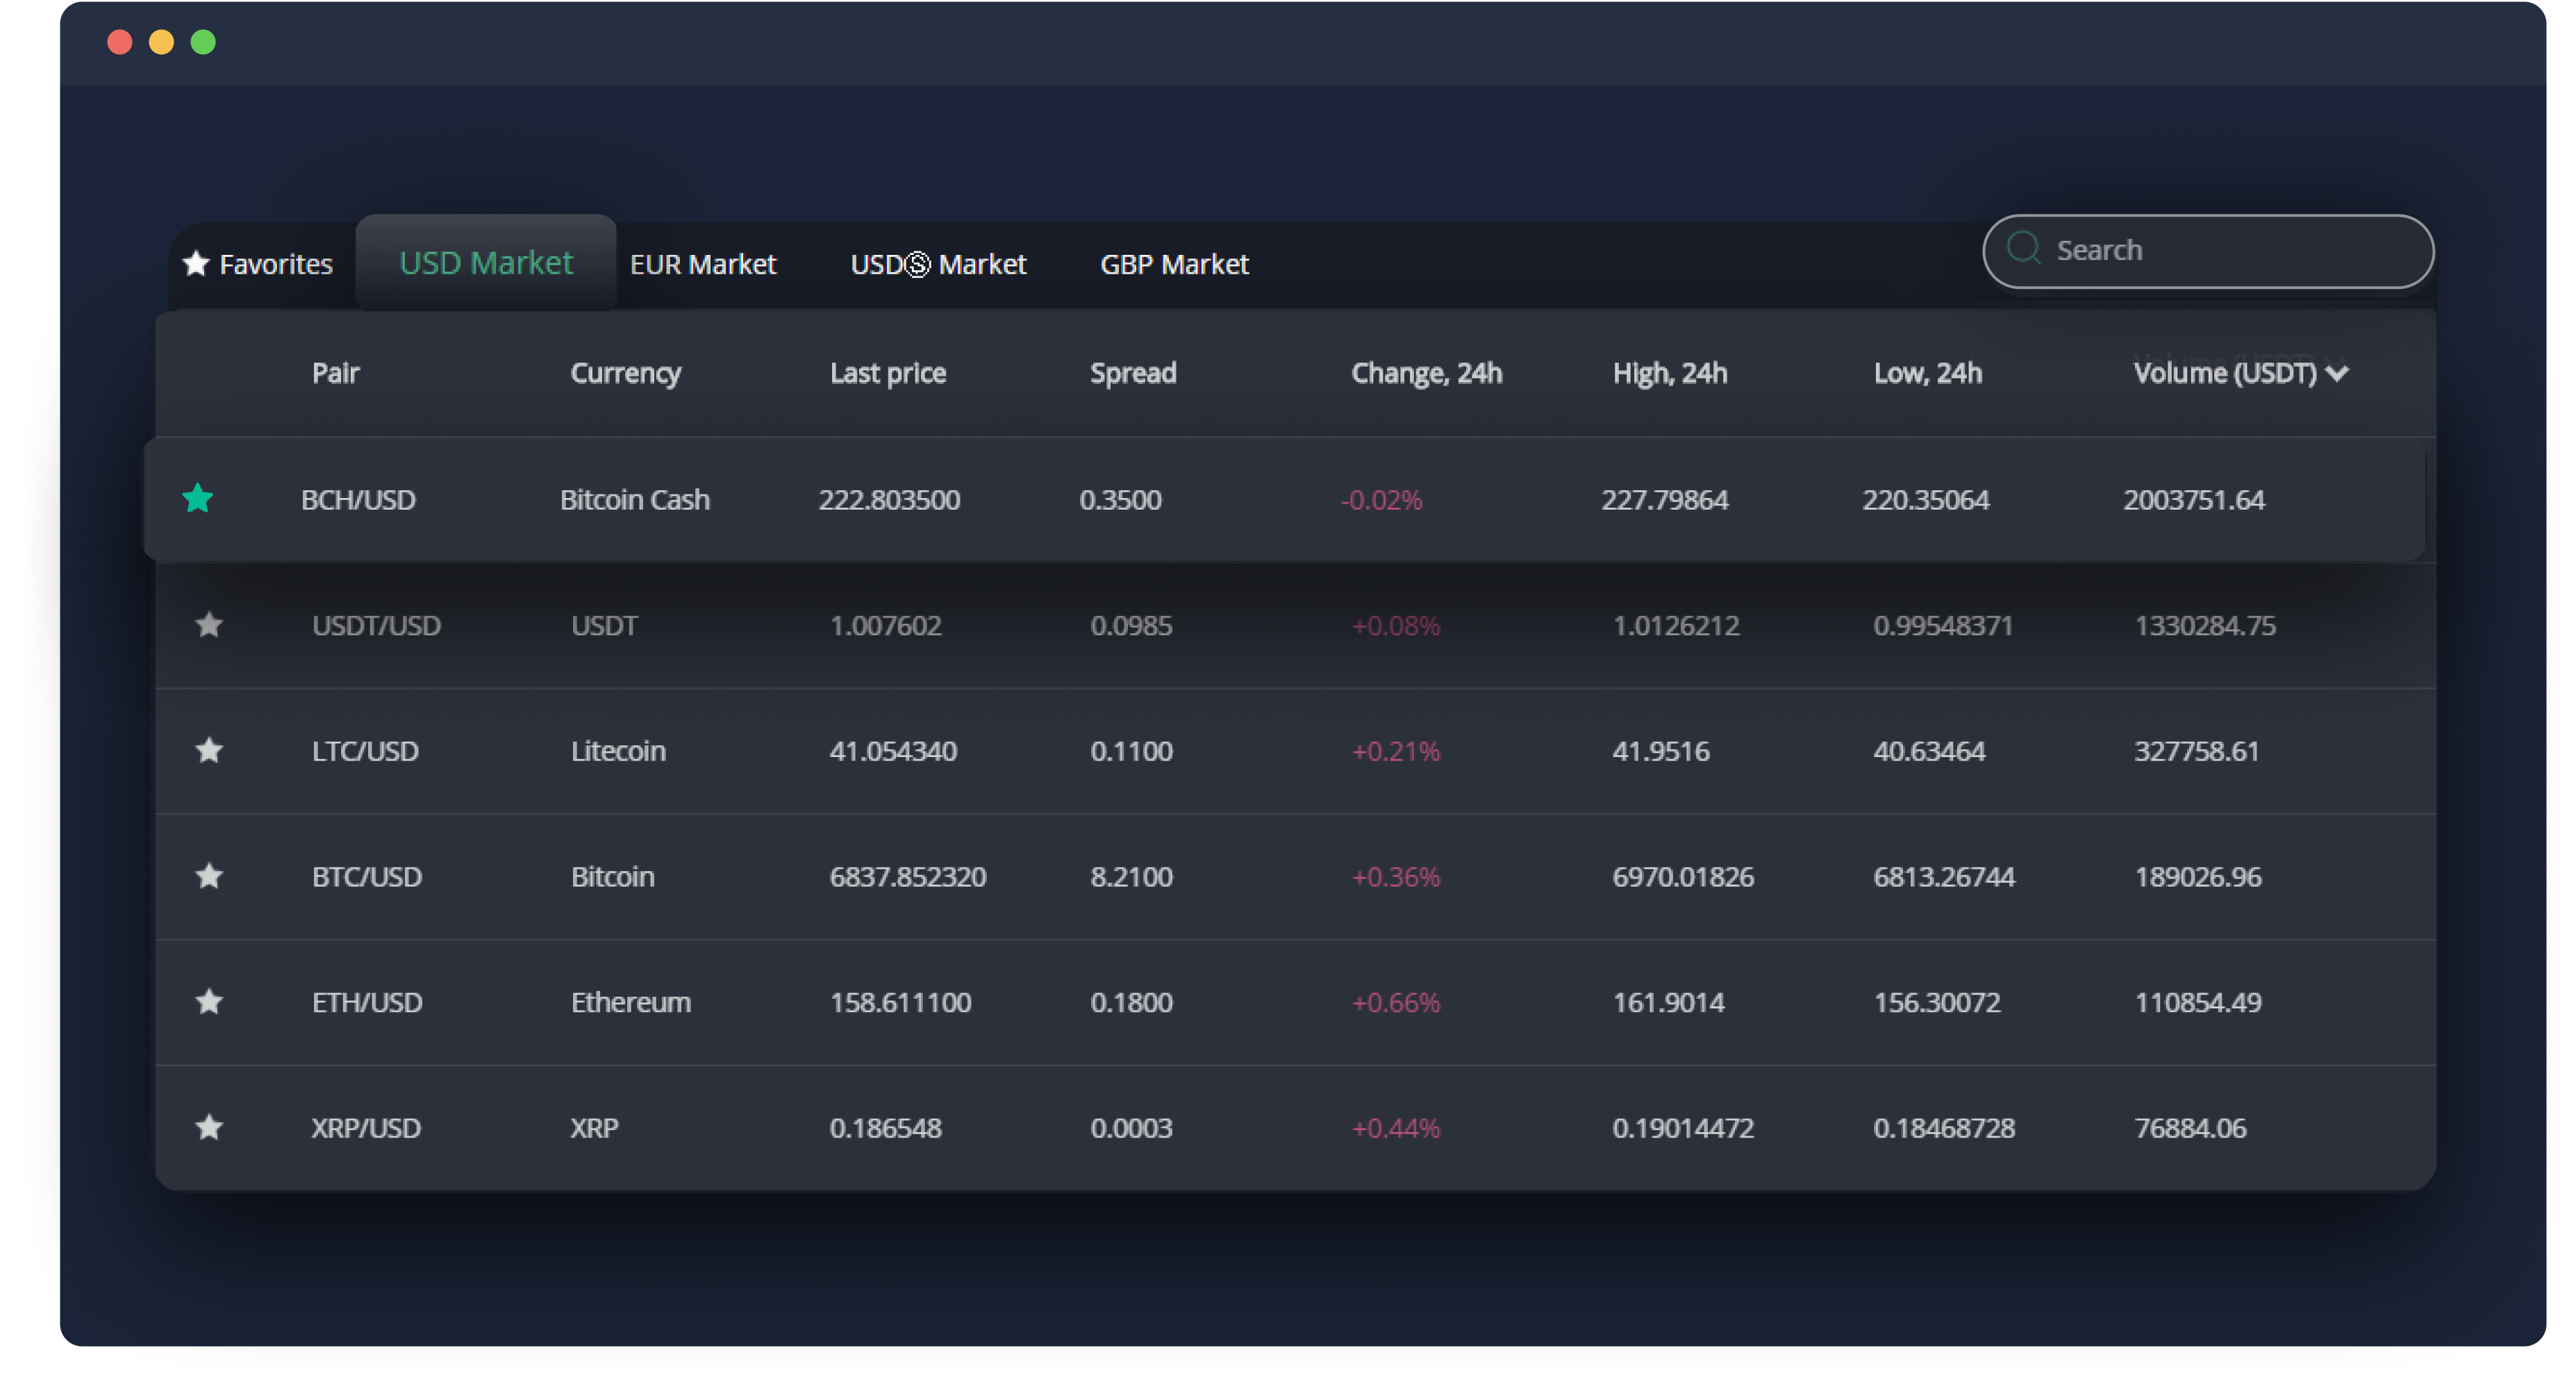 Favorites USD Market EUR Market USDⓈ Market GBP Market Search
Pair Currency Last price Spread Change, 24h High, 24h Low, 24h Volume (USDT)
BCH/USD Bitcoin Cash 222.803500 0.3500 -0.02% 227.79864 220.35064 2003751.64
USDT/USD USDT 1.007602 0.0985 +0.08% 1.0126212 0.99548371 1330284.75
LTC/USD Litecoin 41.054340 0.1100 +0.21% 41.9516 40.63464 327758.61
BTC/USD Bitcoin 6837.852320 8.2100 +0.36% 6970.01826 6813.26744 189026.96
ETH/USD Ethereum 158.611100 0.1800 +0.66% 161.9014 156.30072 110854.49
XRP/USD XRP 0.186548 0.0003 +0.44% 0.19014472 0.18468728 76884.06